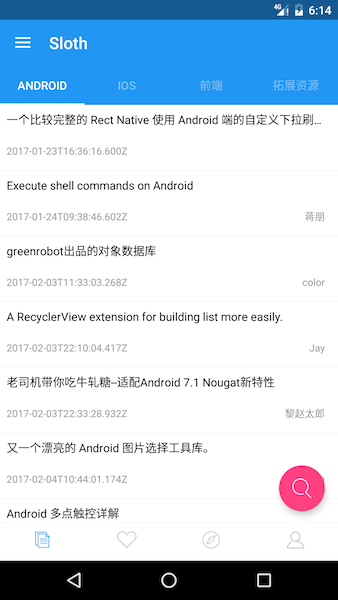 4G 6:14
Sloth
ANDROID IOS 前端 拓展资源
一个比较完整的 Rect Native 使用 Android 端的自定义下拉刷...
2017-01-23T16:36:16.600Z
Execute shell commands on Android
2017-01-24T09:38:46.602Z 蒋朋
greenrobot出品的对象数据库
2017-02-03T11:33:03.268Z color
A RecyclerView extension for building list more easily.
2017-02-03T22:10:04.417Z Jay
老司机带你吃牛轧糖--适配Android 7.1 Nougat新特性
2017-02-03T22:33:28.932Z 黎赵太郎
又一个漂亮的 Android 图片选择工具库。
2017-02-04T10:44:01.174Z
Android 多点触控详解